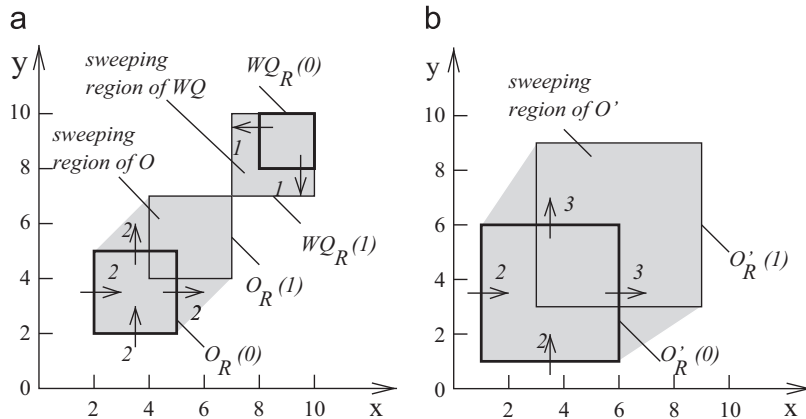 a
y
10
8
6
4
2
0
2
4
6
8
10
x
sweeping
region of WQ
WQ_R (0)
sweeping
region of O
1
1
WQ_R (1)
O_R (1)
2
2
2
2
O_R (0)
b
y
10
8
6
4
2
0
2
4
6
8
10
x
sweeping
region of O'
3
2
3
2
O'_R (1)
O'_R (0)